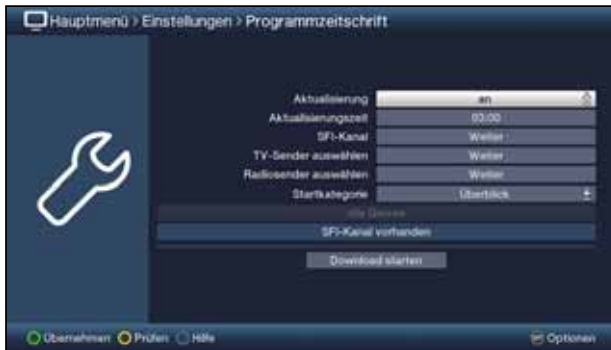 Hauptmenü > Einstellungen > Programmzeitschrift
Aktualisierung an
Aktualisierungszeit 03:00
SFI-Kanal Weiter
TV-Sender auswählen Weiter
Radiosender auswählen Weiter
Startkategorie Überblick
SFI-Kanal vorhanden
Download starten
Übernehmen Prüfen Hilfe Optionen